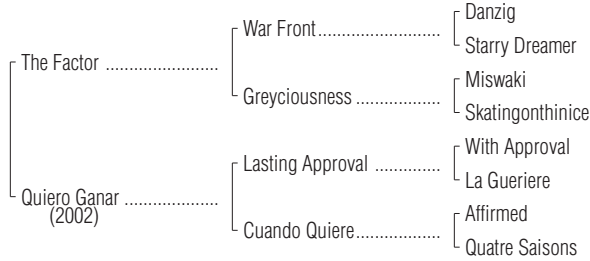 Danzig
War Front........................
Starry Dreamer
The Factor ......................
Miswaki
Greyciousness .................
Skatingonthinice
With Approval
Lasting Approval .............
La Gueriere
Quiero Ganar ...................
(2002)
Affirmed
Cuando Quiere.................
Quatre Saisons